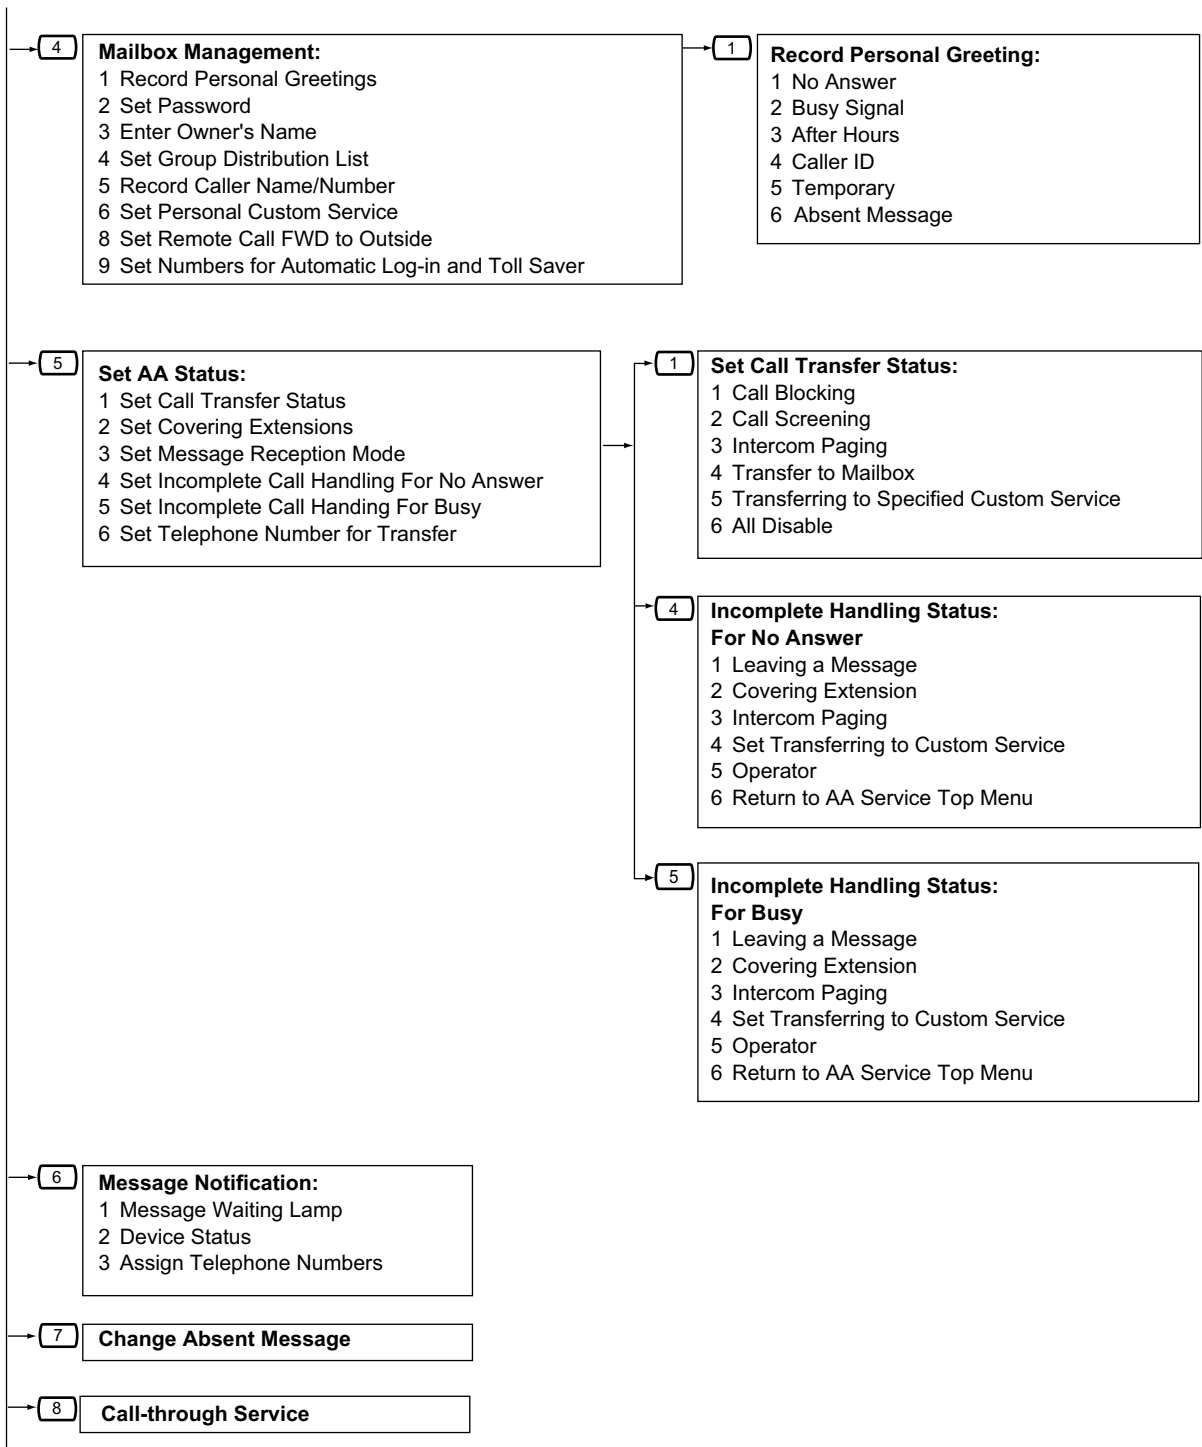 4
Mailbox Management:
1 Record Personal Greetings
2 Set Password
3 Enter Owner's Name
4 Set Group Distribution List
5 Record Caller Name/Number
6 Set Personal Custom Service
8 Set Remote Call FWD to Outside
9 Set Numbers for Automatic Log-in and Toll Saver
1
Record Personal Greeting:
1 No Answer
2 Busy Signal
3 After Hours
4 Caller ID
5 Temporary
6 Absent Message
5
Set AA Status:
1 Set Call Transfer Status
2 Set Covering Extensions
3 Set Message Reception Mode
4 Set Incomplete Call Handling For No Answer
5 Set Incomplete Call Handing For Busy
6 Set Telephone Number for Transfer
1
Set Call Transfer Status:
1 Call Blocking
2 Call Screening
3 Intercom Paging
4 Transfer to Mailbox
5 Transferring to Specified Custom Service
6 All Disable
4
Incomplete Handling Status:
For No Answer
1 Leaving a Message
2 Covering Extension
3 Intercom Paging
4 Set Transferring to Custom Service
5 Operator
6 Return to AA Service Top Menu
5
Incomplete Handling Status:
For Busy
1 Leaving a Message
2 Covering Extension
3 Intercom Paging
4 Set Transferring to Custom Service
5 Operator
6 Return to AA Service Top Menu
6
Message Notification:
1 Message Waiting Lamp
2 Device Status
3 Assign Telephone Numbers
7
Change Absent Message
8
Call-through Service